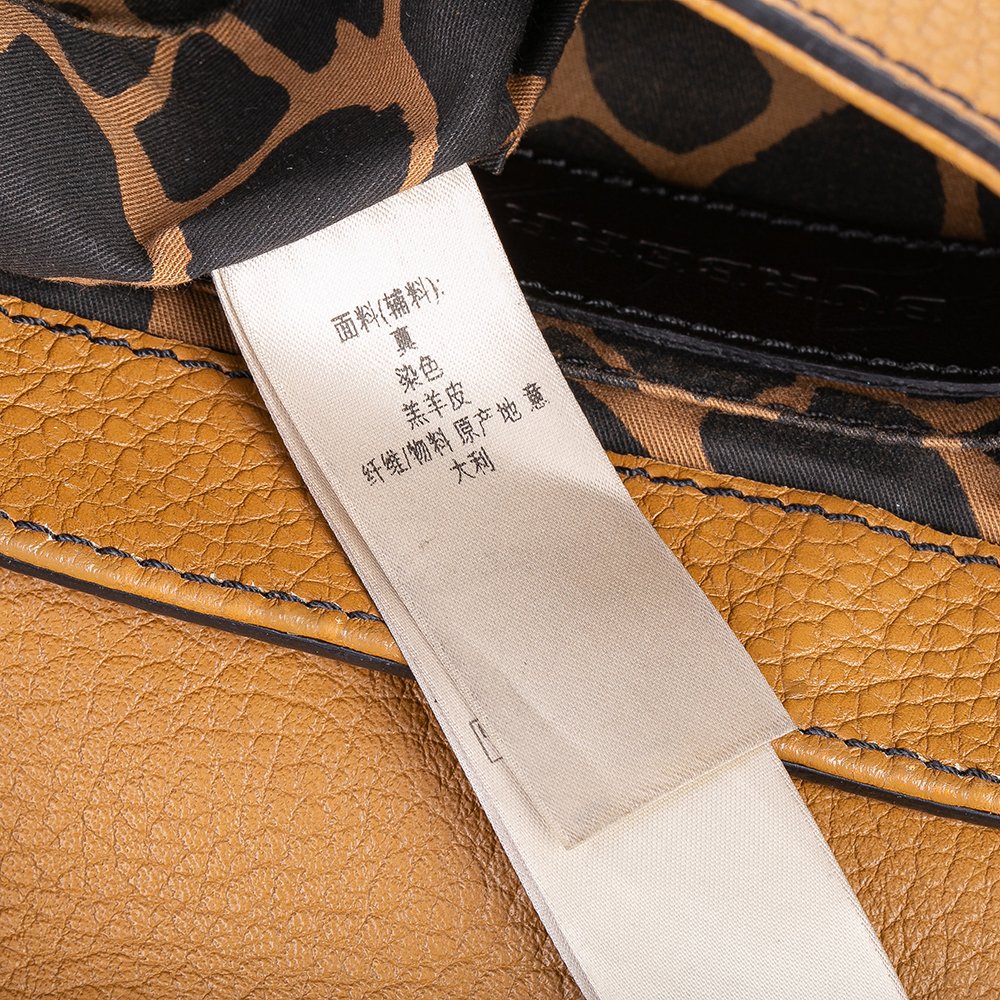 面料(辅料):
裹
染色
羔羊皮
纤维/物料 原产地 意
大利
BURBERRY